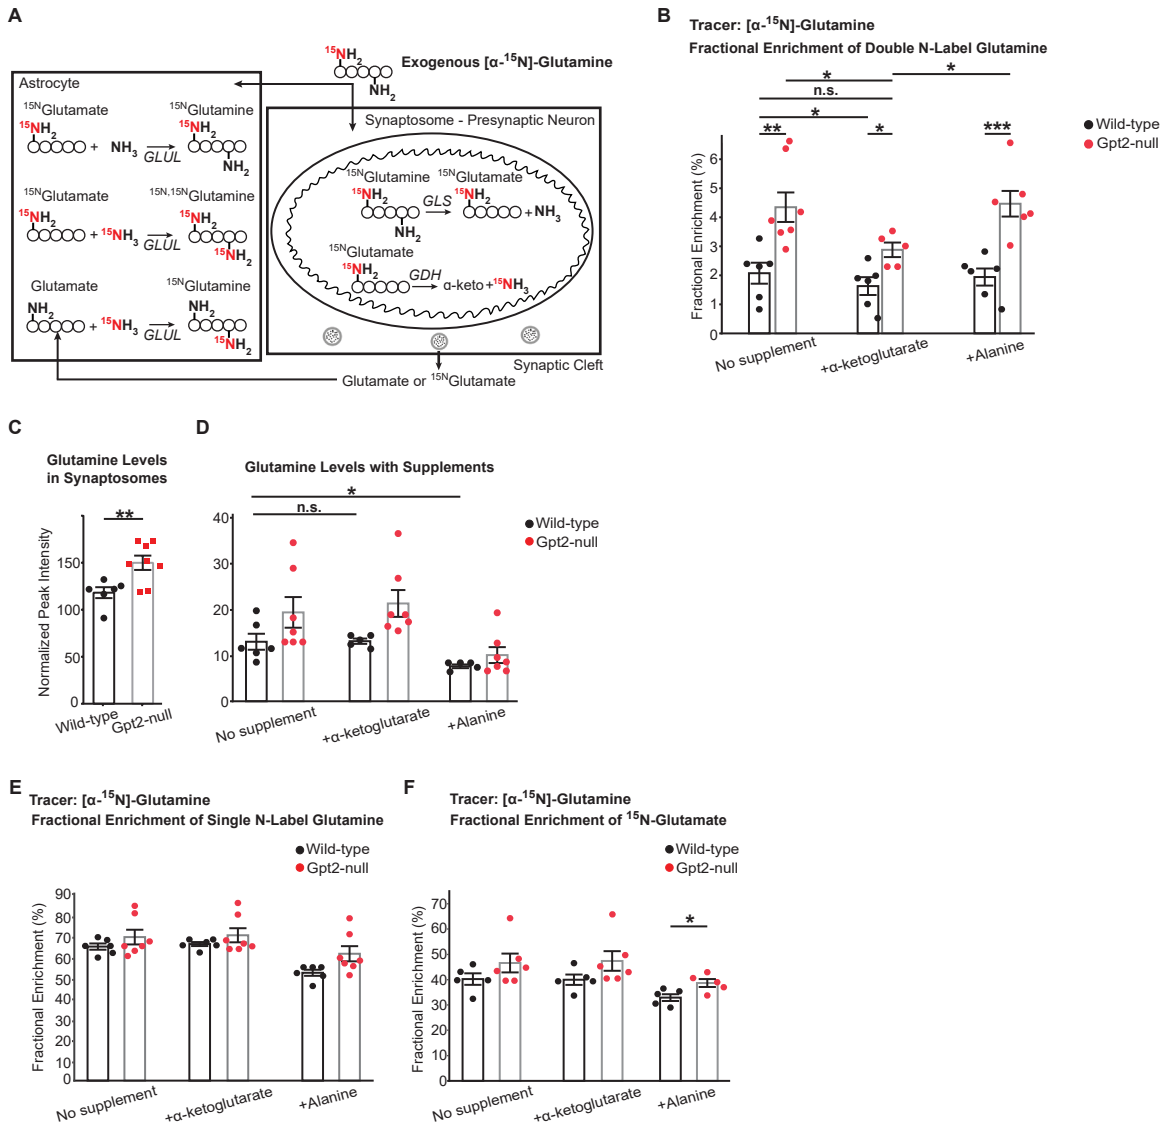 A
Exogenous [α-¹⁵N]-Glutamine
¹⁵NH₂
NH₂
Astrocyte
¹⁵NGlutamate
¹⁵NGlutamine
¹⁵NH₂
+ NH₃
GLUL
¹⁵NH₂
NH₂
¹⁵NGlutamate
¹⁵N,¹⁵NGlutamine
¹⁵NH₂
+ ¹⁵NH₃
GLUL
¹⁵NH₂
¹⁵NH₂
Glutamate
¹⁵NGlutamine
NH₂
+ ¹⁵NH₃
GLUL
NH₂
¹⁵NH₂
Synaptosome - Presynaptic Neuron
¹⁵NGlutamine
¹⁵NGlutamate
¹⁵NH₂
GLS
¹⁵NH₂
+ NH₃
NH₂
¹⁵NGlutamate
¹⁵NH₂
GDH
α-keto+¹⁵NH₃
Synaptic Cleft
Glutamate or ¹⁵NGlutamate
B
Tracer: [α-¹⁵N]-Glutamine
Fractional Enrichment of Double N-Label Glutamine
*
*
n.s.
*
**
*
***
Wild-type
Gpt2-null
Fractional Enrichment (%)
6
5
4
3
2
1
0
No supplement
+α-ketoglutarate
+Alanine
C
Glutamine Levels
in Synaptosomes
**
Normalized Peak Intensity
150
100
50
0
Wild-type
Gpt2-null
D
Glutamine Levels with Supplements
*
n.s.
Wild-type
Gpt2-null
40
30
20
10
0
No supplement
+α-ketoglutarate
+Alanine
E
Tracer: [α-¹⁵N]-Glutamine
Fractional Enrichment of Single N-Label Glutamine
Wild-type
Gpt2-null
Fractional Enrichment (%)
90
80
70
60
50
40
30
20
10
0
No supplement
+α-ketoglutarate
+Alanine
F
Tracer: [α-¹⁵N]-Glutamine
Fractional Enrichment of ¹⁵N-Glutamate
Wild-type
Gpt2-null
*
Fractional Enrichment (%)
70
60
50
40
30
20
10
0
No supplement
+α-ketoglutarate
+Alanine